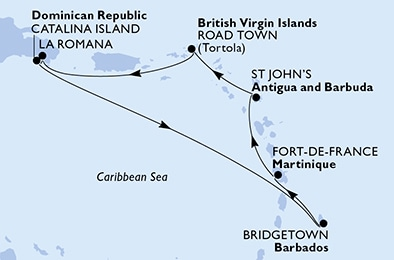 Dominican Republic
CATALINA ISLAND
LA ROMANA
British Virgin Islands
ROAD TOWN
(Tortola)
ST JOHN'S
Antigua and Barbuda
FORT-DE-FRANCE
Martinique
Caribbean Sea
BRIDGETOWN
Barbados